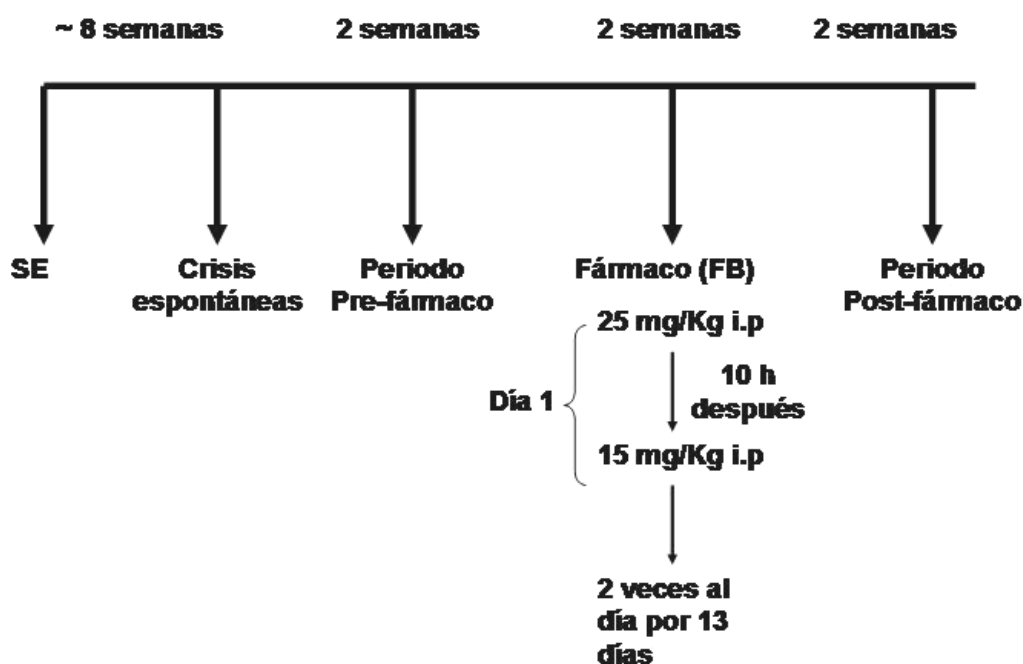 ~ 8 semanas 2 semanas 2 semanas 2 semanas
SE
Crisis
espontáneas
Periodo
Pre-fármaco
Fármaco (FB)
Periodo
Post-fármaco
25 mg/Kg i.p
Día 1
10 h
después
15 mg/Kg i.p
2 veces al
día por 13
días